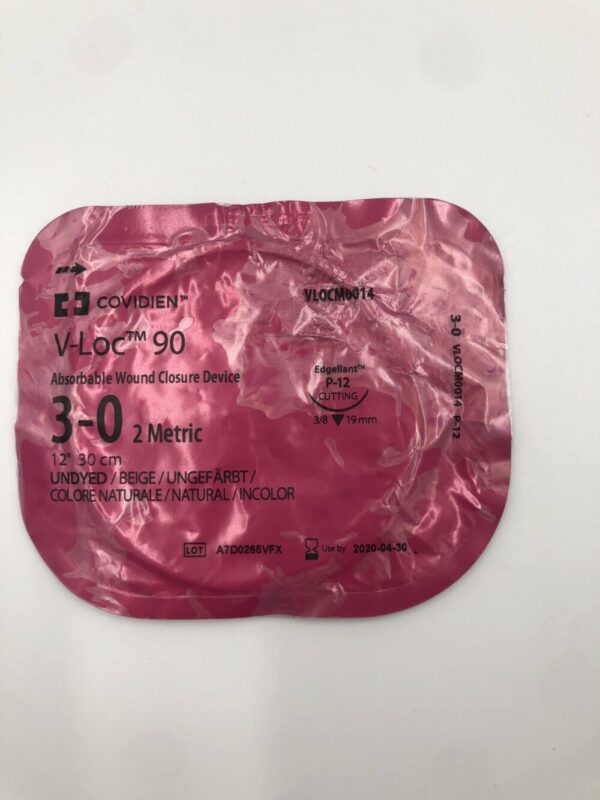 COVIDIEN™
VLOCM0014
V-Loc™ 90
Absorbable Wound Closure Device
3-0 2 Metric
12" 30 cm
UNDYED / BEIGE / UNGEFÄRBT /
COLORE NATURALE / NATURAL / INCOLOR
Edgellant™
P-12
CUTTING
3/8 ▼ 19 mm
3-0 VLOCM0014 P-12
LOT A7D0265VFX
Use by 2020-04-30